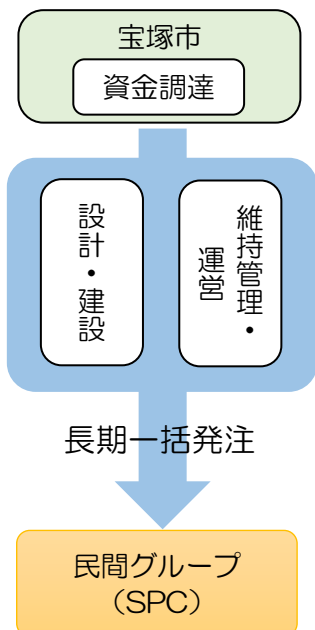 宝塚市
資金調達
設計・建設
維持管理・
運営
長期一括発注
民間グループ
（SPC）